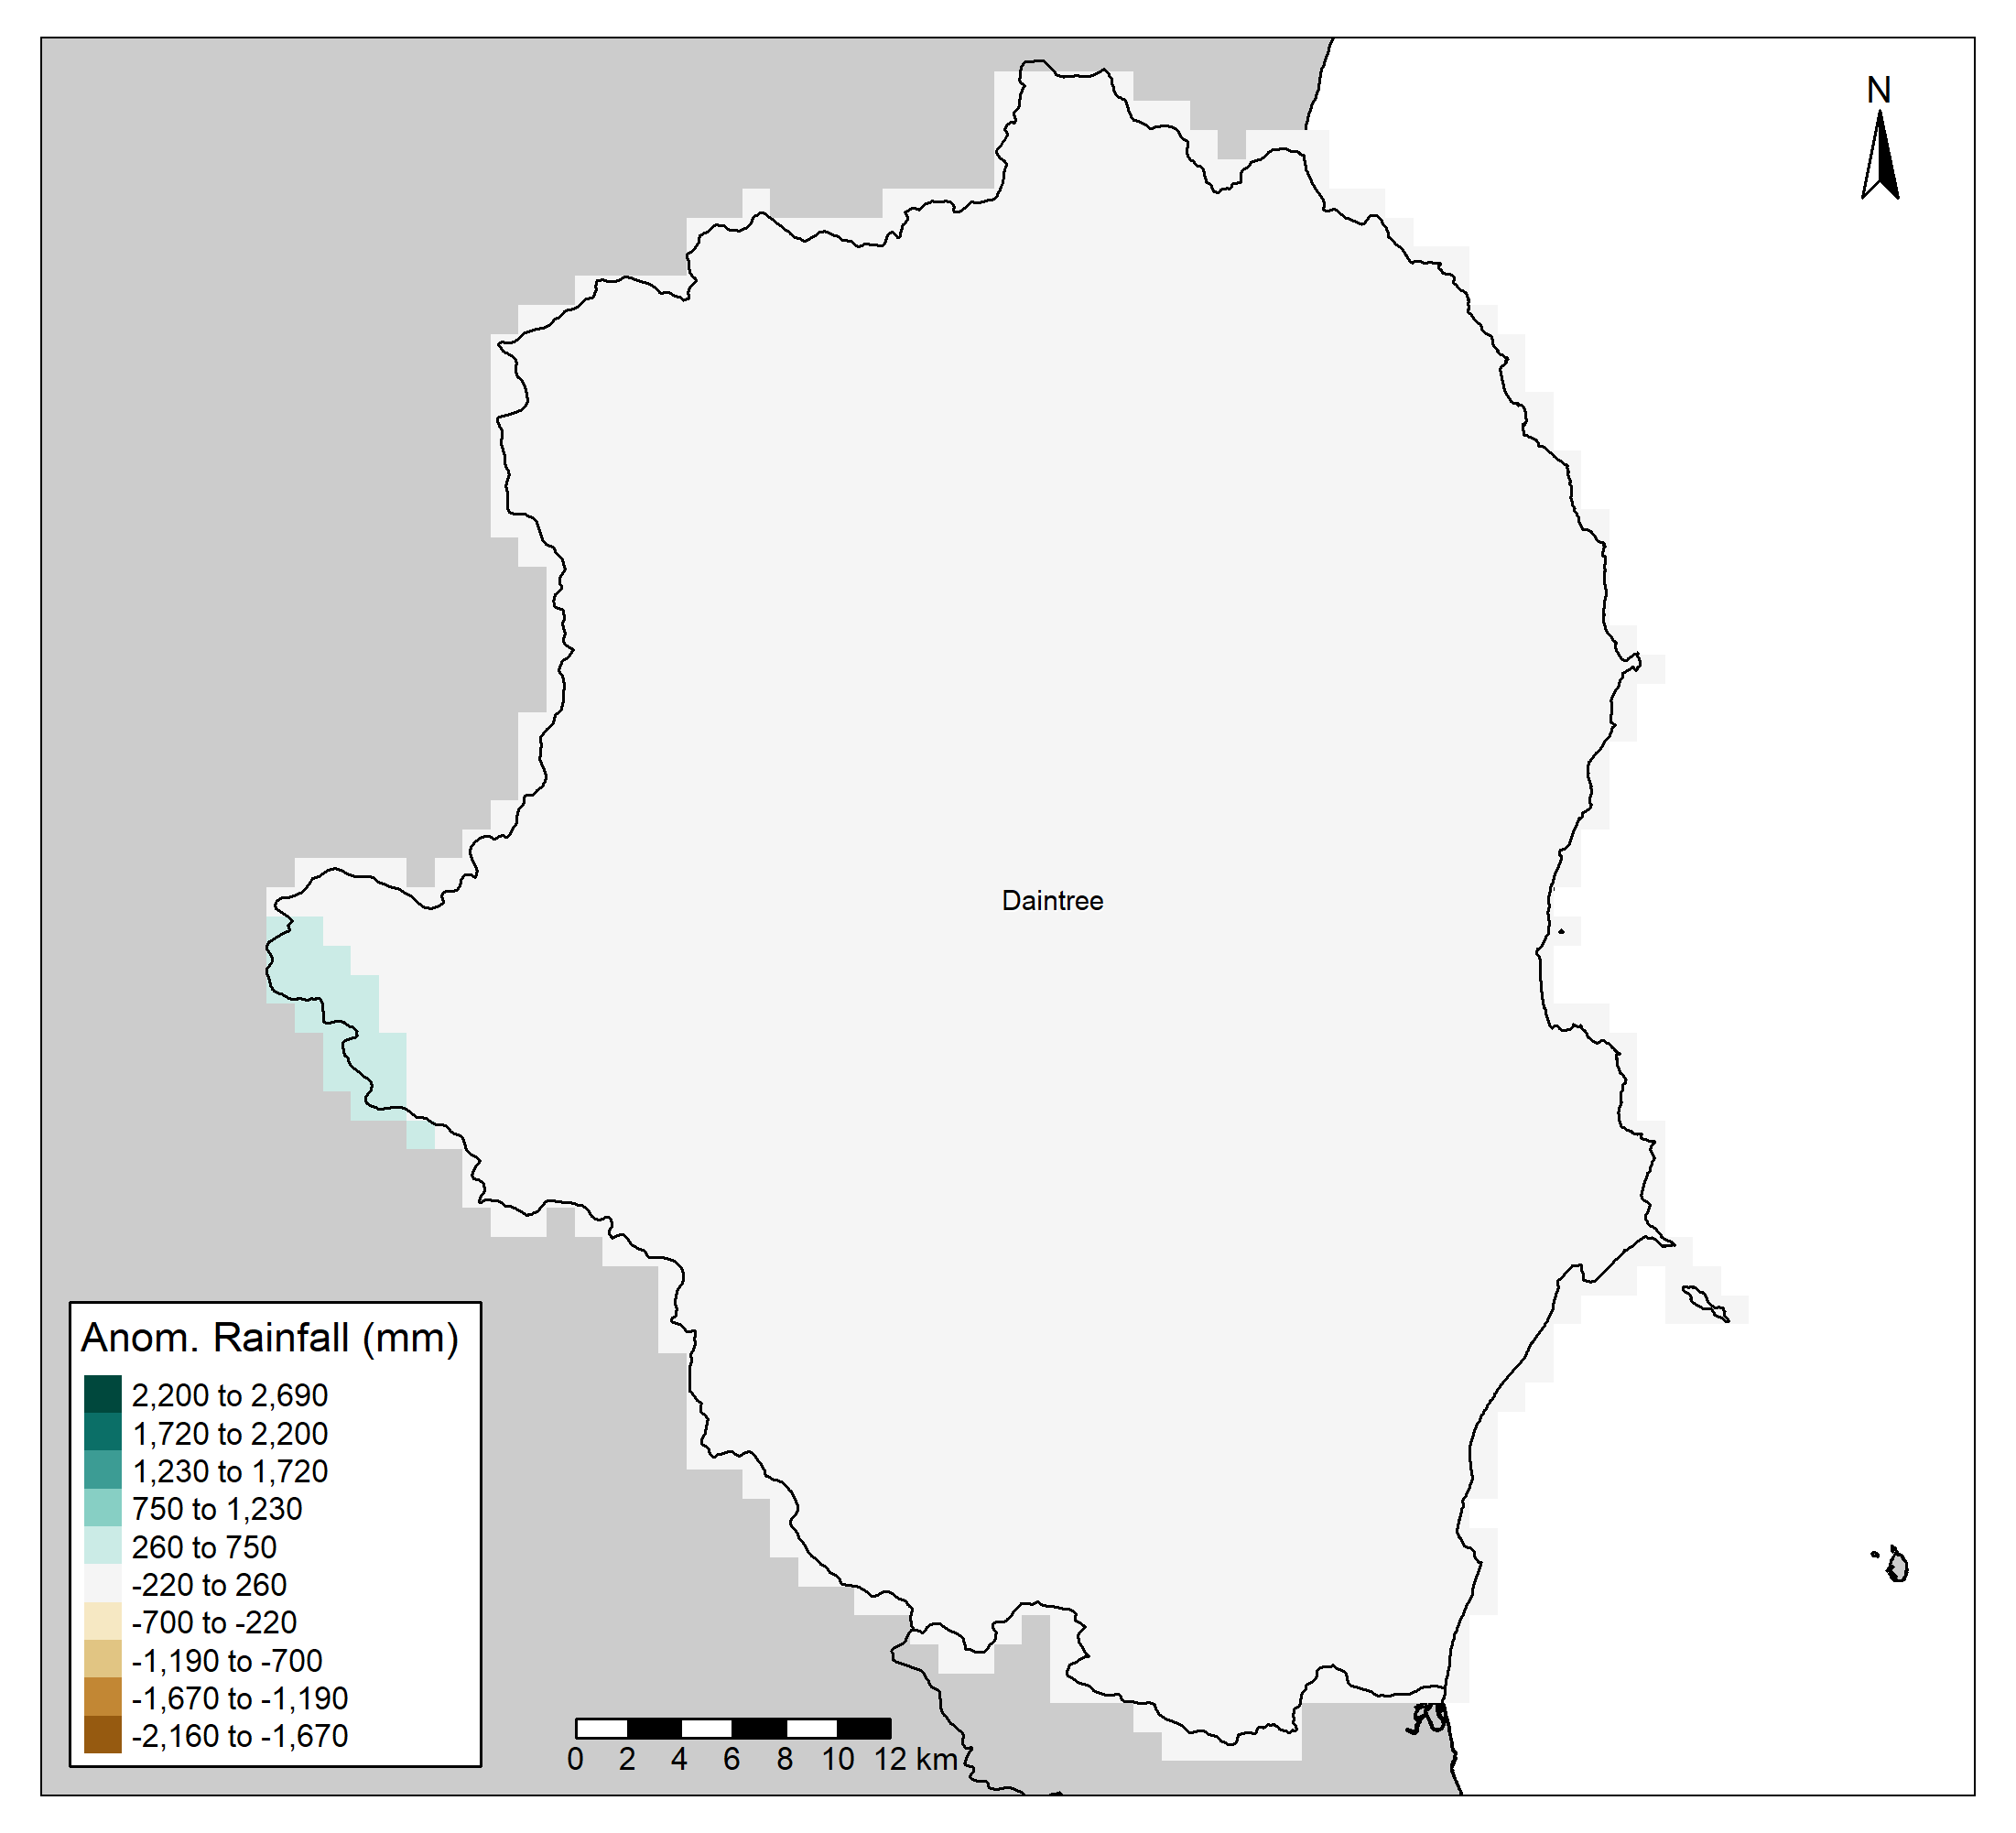 N
Daintree
Anom. Rainfall (mm)
2,200 to 2,690
1,720 to 2,200
1,230 to 1,720
750 to 1,230
260 to 750
-220 to 260
-700 to -220
-1,190 to -700
-1,670 to -1,190
-2,160 to -1,670
0 2 4 6 8 10 12 km